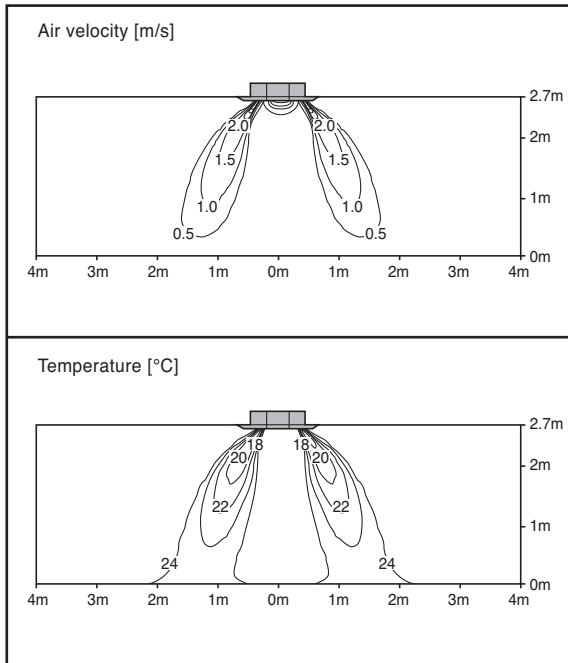 Air velocity [m/s]
2.7m
2.0 2.0
2m
1.5 1.5
1.0 1.0
1m
0.5 0.5
0m
4m 3m 2m 1m 0m 1m 2m 3m 4m
Temperature [°C]
2.7m
18 18
20 20
2m
22 22
1m
24 24
0m
4m 3m 2m 1m 0m 1m 2m 3m 4m